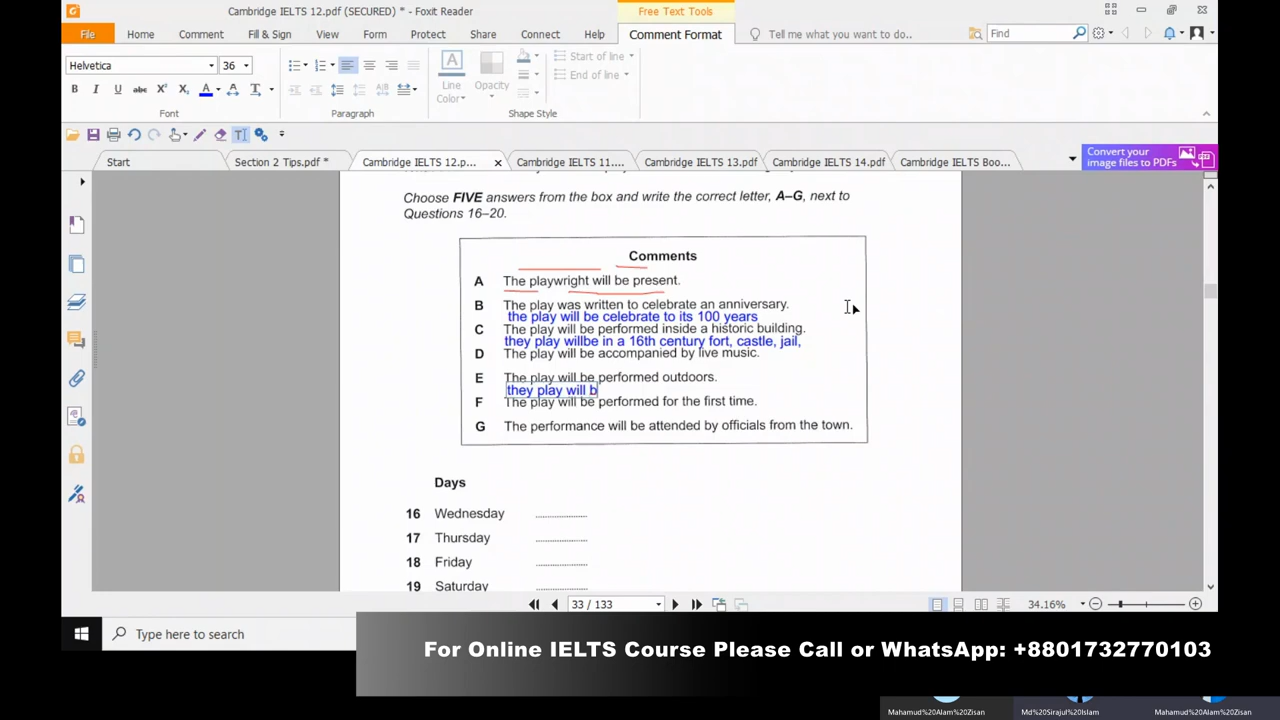 Cambridge IELTS 12.pdf (SECURED) * - Foxit Reader
Free Text Tools
File Home Comment Fill & Sign View Form Protect Share Connect Help Comment Format Tell me what you want to do.. Find
Helvetica 36
Line Color Opacity
Start of line
End of line
Font Paragraph Shape Style
Start Section 2 Tips.pdf * Cambridge IELTS 12.p... Cambridge IELTS 11.... Cambridge IELTS 13.pdf Cambridge IELTS 14.pdf Cambridge IELTS Boo...
Convert your
image files to PDFs
Choose FIVE answers from the box and write the correct letter, A–G, next to
Questions 16–20.
Comments
A The playwright will be present.
B The play was written to celebrate an anniversary.
the play will be celebrate to its 100 years
C The play will be performed inside a historic building.
they play willbe in a 16th century fort, castle, jail,
D The play will be accompanied by live music.
E The play will be performed outdoors.
they play will b
F The play will be performed for the first time.
G The performance will be attended by officials from the town.
Days
16 Wednesday ......................
17 Thursday ......................
18 Friday ......................
19 Saturday ......................
33 / 133
34.16%
Type here to search
For Online IELTS Course Please Call or WhatsApp: +8801732770103
Mahamud%20Alam%20Zisan Md%20Sirajul%20Islam Mahamud%20Alam%20Zisan